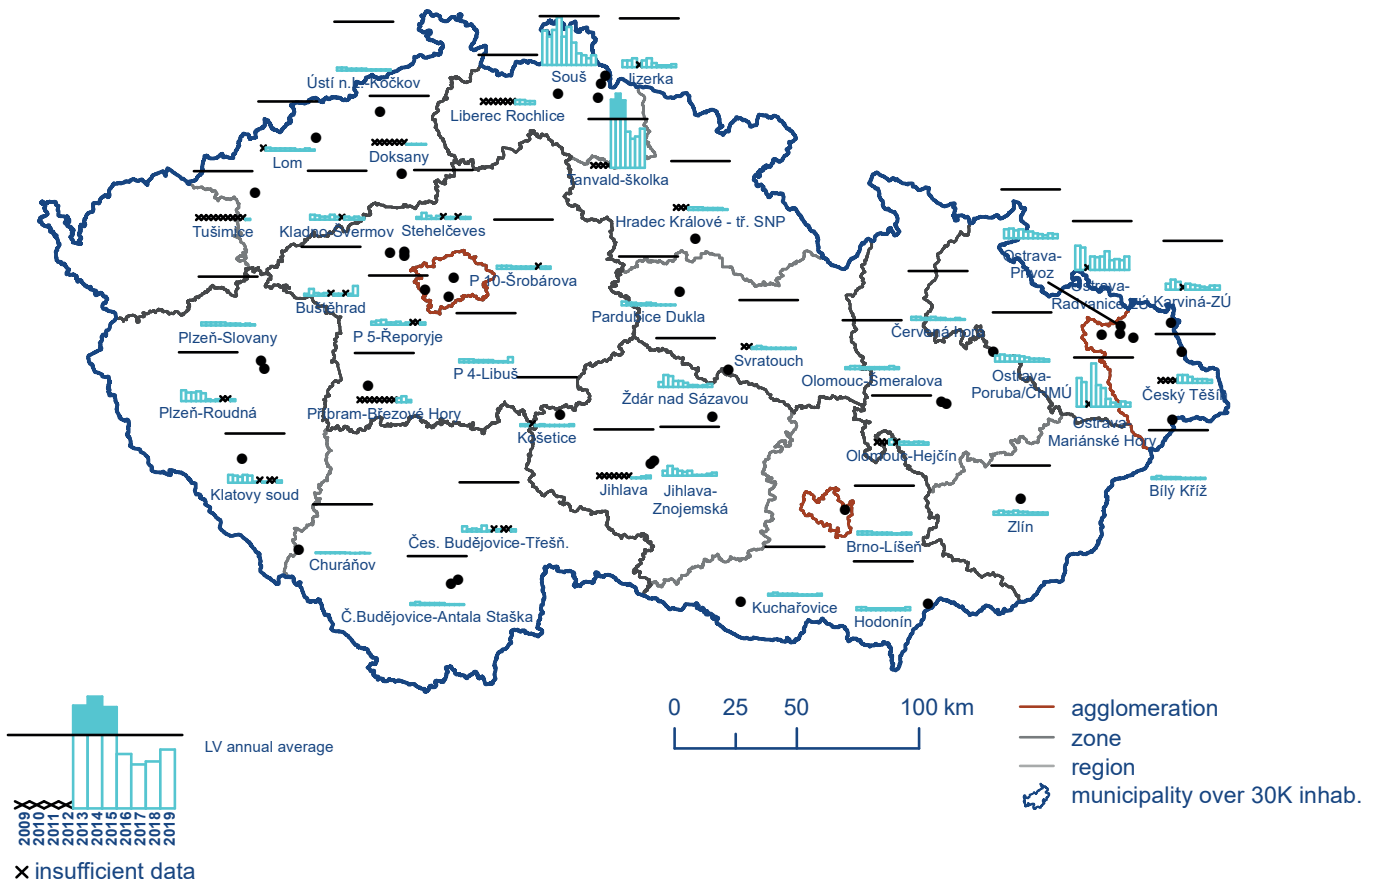 Souš
Jizerka
Ústí n.L.-Kočkov
Liberec Rochlice
Lom
Doksany
Tanvald-školka
Tušimice
Kladno-Švermov
Stehelčeves
Hradec Králové - tř. SNP
Ostrava-
Přívoz
P 10-Šrobárova
Ostrava-
Radvanice ZÚ
Karviná-ZÚ
Buštěhrad
Pardubice Dukla
Plzeň-Slovany
P 5-Řeporyje
Červená hora
P 4-Libuš
Svratouch
Olomouc-Šmeralova
Ostrava-
Poruba/CHMÚ
Český Těšín
Plzeň-Roudná
Příbram-Březové Hory
Ždár nad Sázavou
Košetice
Ostrava-
Mariánské Hory
Olomouc-Hejčín
Klatovy soud
Jihlava
Jihlava-
Znojemská
Bílý Kříž
Zlín
Čes. Budějovice-Třešň.
Brno-Líšeň
Churáňov
Č.Budějovice-Antala Staška
Kuchařovice
Hodonín
LV annual average
2009
2010
2011
2012
2013
2014
2015
2016
2017
2018
2019
insufficient data
0 25 50 100 km
agglomeration
zone
region
municipality over 30K inhab.